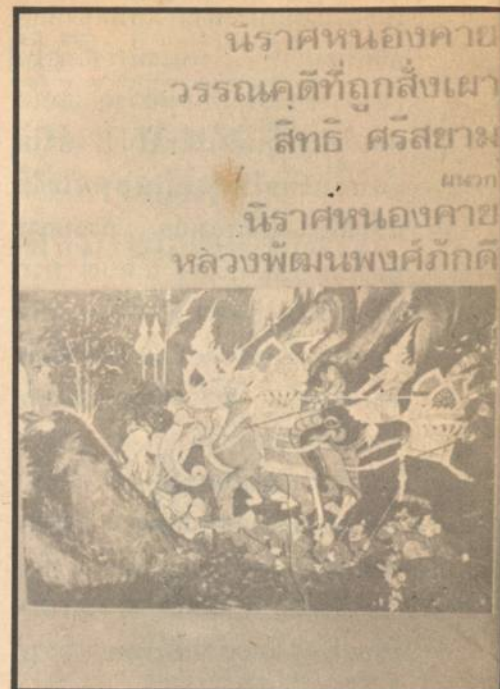 นิราศหนองคาย
วรรณคดีที่ถูกสั่งเผา
สิทธิ ศรีสยาม
ผนวก
นิราศหนองคาย
หลวงพัฒนพงศ์ภักดี